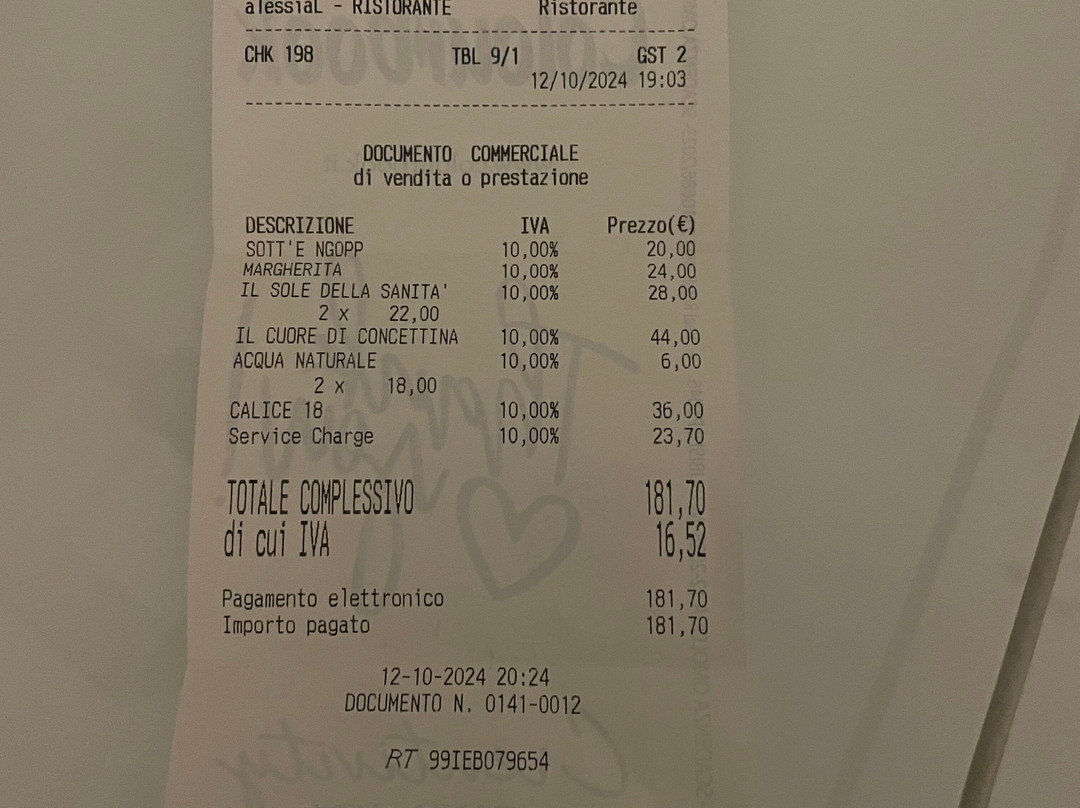 alessiaL - RISTORANTE Ristorante
CHK 198 TBL 9/1 GST 2
12/10/2024 19:03
DOCUMENTO COMMERCIALE
di vendita o prestazione
DESCRIZIONE IVA Prezzo(€)
SOTT'E NGOPP 10,00% 20,00
MARGHERITA 10,00% 24,00
IL SOLE DELLA SANITA' 10,00% 28,00
2 x 22,00
IL CUORE DI CONCETTINA 10,00% 44,00
ACQUA NATURALE 10,00% 6,00
2 x 18,00
CALICE 18 10,00% 36,00
Service Charge 10,00% 23,70
TOTALE COMPLESSIVO 181,70
di cui IVA 16,52
Pagamento elettronico 181,70
Importo pagato 181,70
12-10-2024 20:24
DOCUMENTO N. 0141-0012
RT 99IEB079654